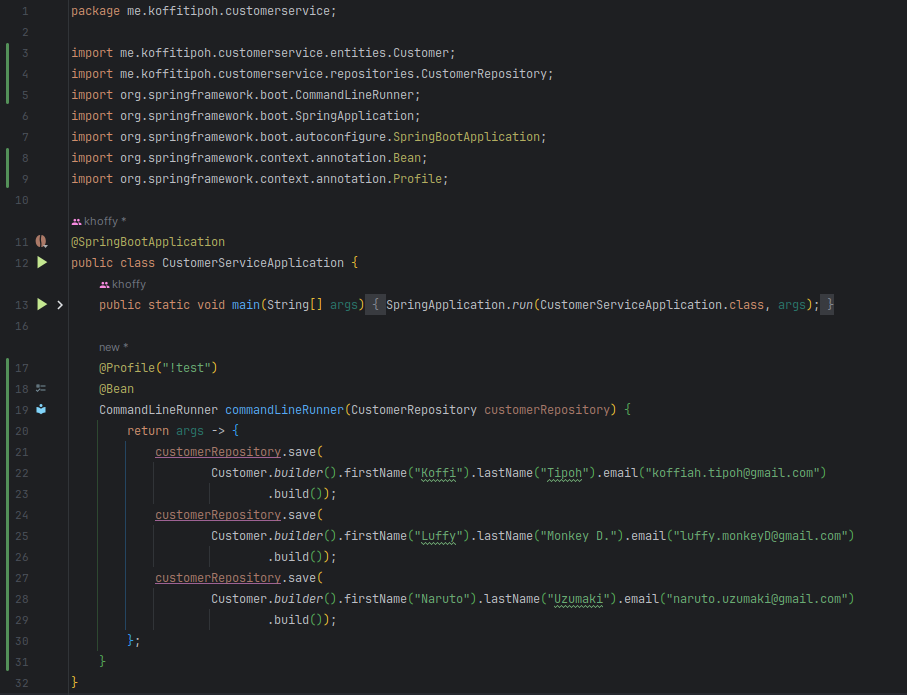 1 package me.koffitipoh.customerservice;
2
3 import me.koffitipoh.customerservice.entities.Customer;
4 import me.koffitipoh.customerservice.repositories.CustomerRepository;
5 import org.springframework.boot.CommandLineRunner;
6 import org.springframework.boot.SpringApplication;
7 import org.springframework.boot.autoconfigure.SpringBootApplication;
8 import org.springframework.context.annotation.Bean;
9 import org.springframework.context.annotation.Profile;
10
khoffy *
11 @SpringBootApplication
12 public class CustomerServiceApplication {
khoffy
13 public static void main(String[] args) { SpringApplication.run(CustomerServiceApplication.class, args); }
16
new *
17 @Profile("!test")
18 @Bean
19 CommandLineRunner commandLineRunner(CustomerRepository customerRepository) {
20 return args -> {
21 customerRepository.save(
22 Customer.builder().firstName("Koffi").lastName("Tipoh").email("koffiah.tipoh@gmail.com")
23 .build());
24 customerRepository.save(
25 Customer.builder().firstName("Luffy").lastName("Monkey D.").email("luffy.monkeyD@gmail.com")
26 .build());
27 customerRepository.save(
28 Customer.builder().firstName("Naruto").lastName("Uzumaki").email("naruto.uzumaki@gmail.com")
29 .build());
30 };
31 }
32 }